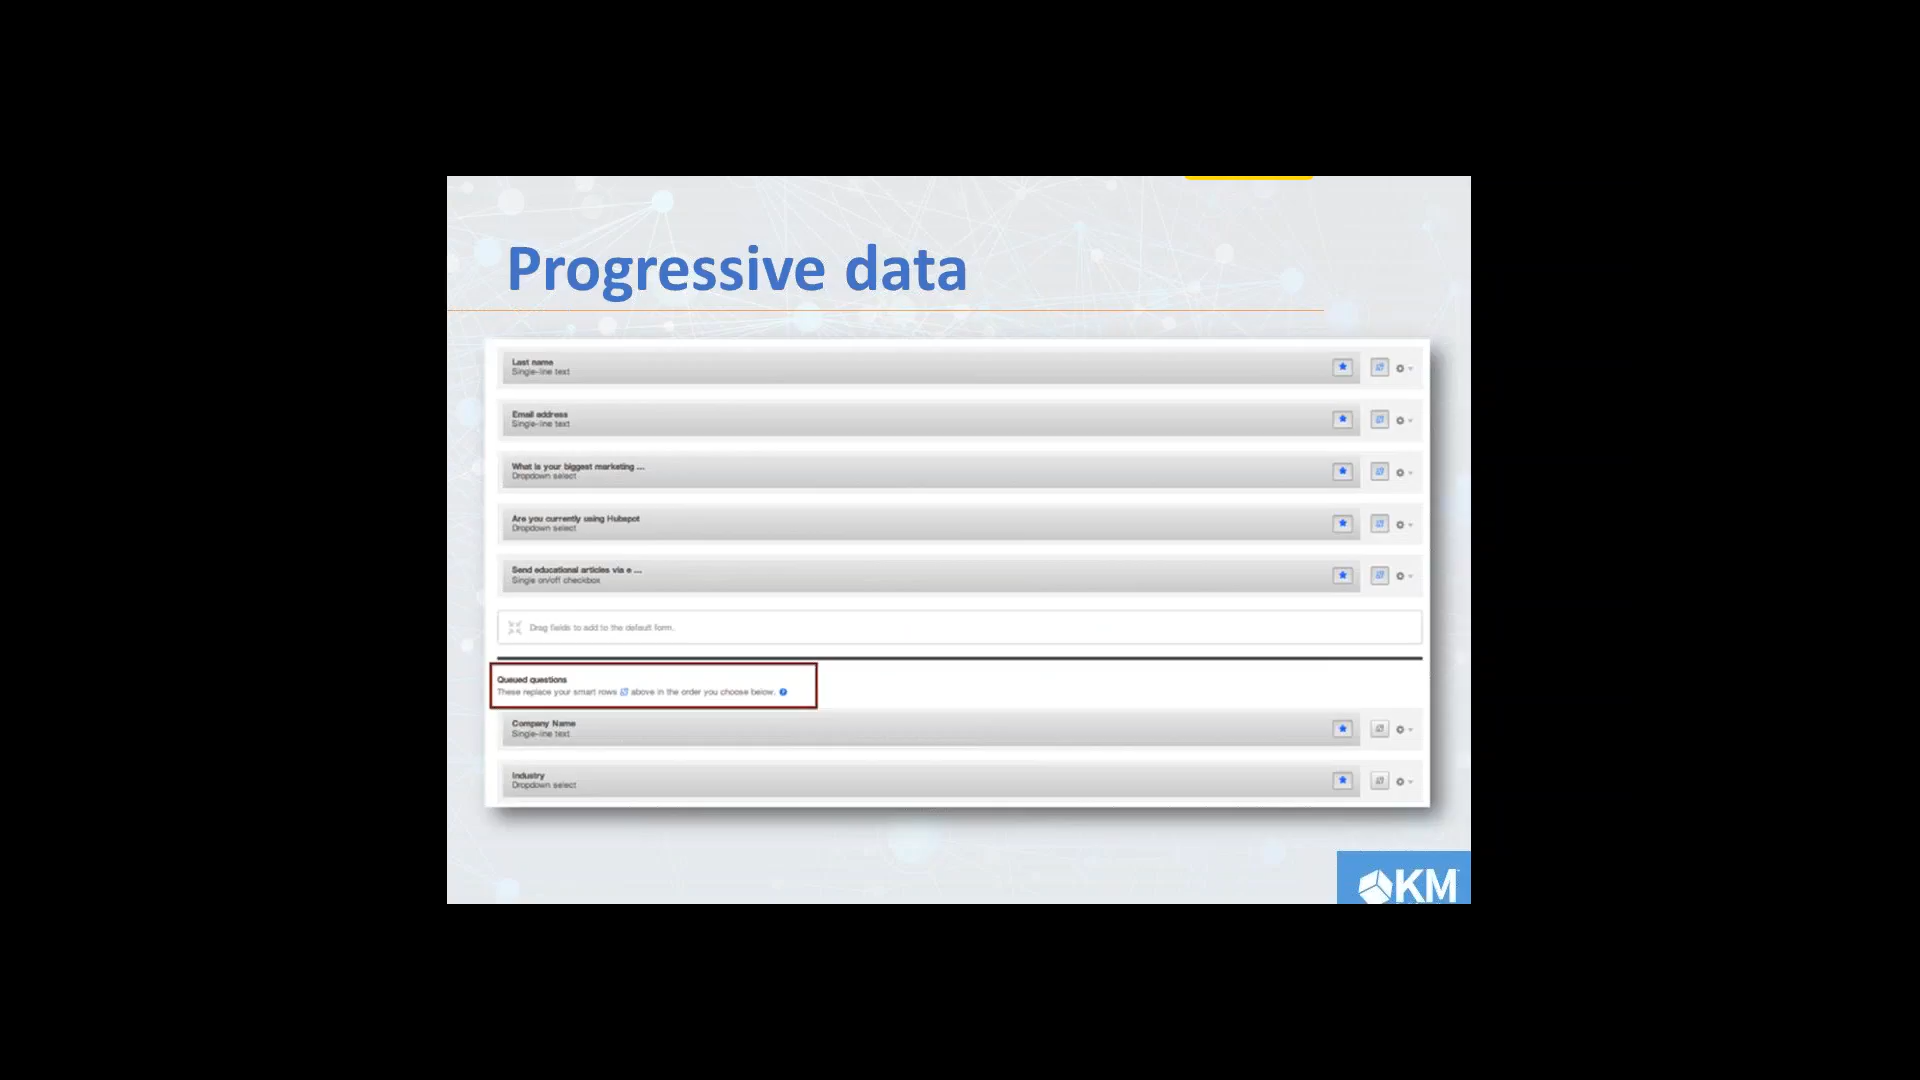 Progressive data
Last name
Single-line text
Email address
Single-line text
What is your biggest marketing ...
Dropdown select
Are you currently using Hubspot
Dropdown select
Send educational articles via e ...
Single on/off checkbox
Drag fields to add to the default form.
Queued questions
These replace your smart rows above in the order you choose below.
Company Name
Single-line text
Industry
Dropdown select
KM